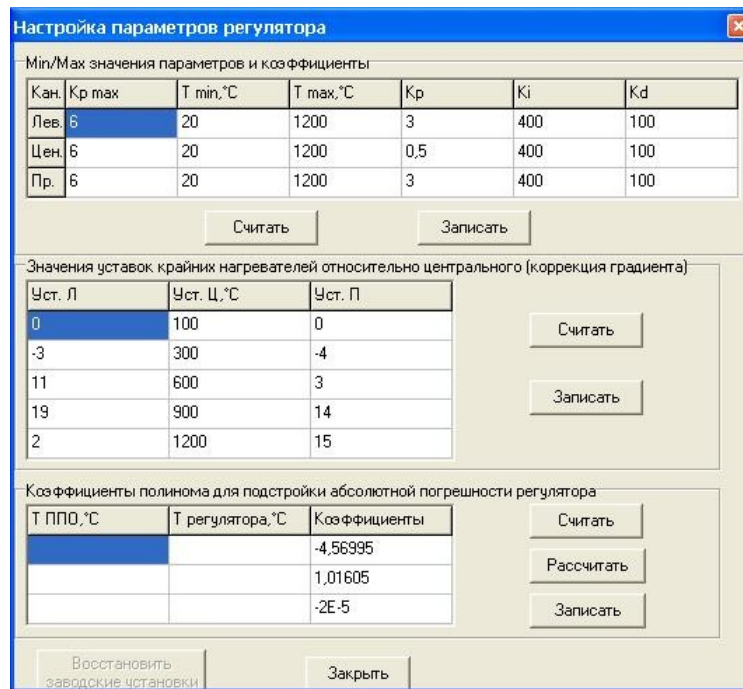 Настройка параметров регулятора
Min/Max значения параметров и коэффициенты
Кан. Kp max T min,°C T max,°C Kp Ki Kd
Лев. 6 20 1200 3 400 100
Цен. 6 20 1200 0,5 400 100
Пр. 6 20 1200 3 400 100
Считать Записать
Значения уставок крайних нагревателей относительно центрального (коррекция градиента)
Уст. Л Уст. Ц,°C Уст. П
0 100 0
-3 300 -4
11 600 3
19 900 14
2 1200 15
Считать
Записать
Коэффициенты полинома для подстройки абсолютной погрешности регулятора
Т ППО,°C Т регулятора,°C Коэффициенты
-4,56995
1,01605
-2E-5
Считать
Рассчитать
Записать
Восстановить
заводские установки
Закрыть